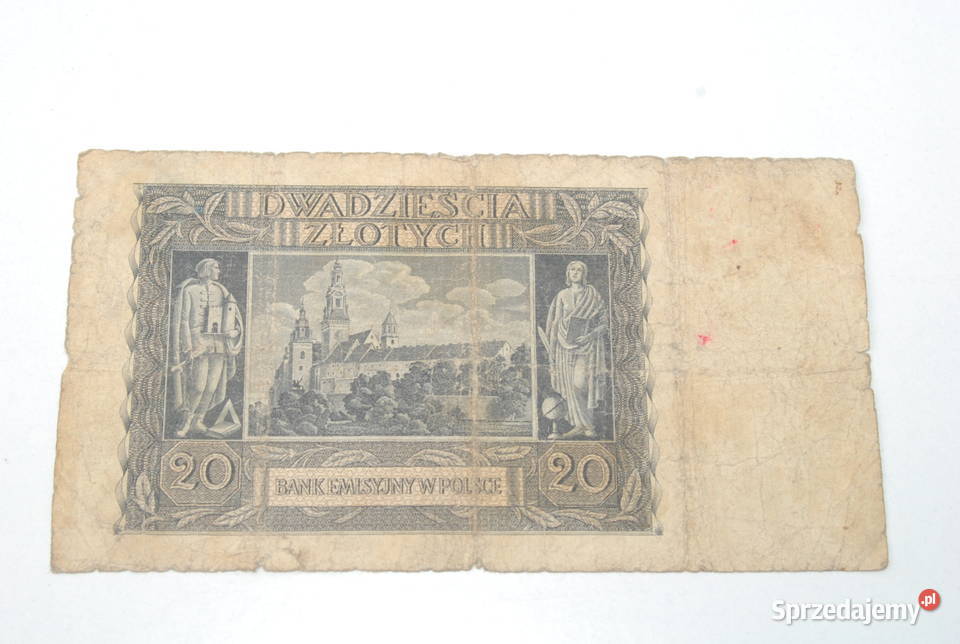 DWADZIEŚCIA
ZŁOTYCH
20
BANK EMISYJNY W POLSCE
20
Sprzedajemy.pl